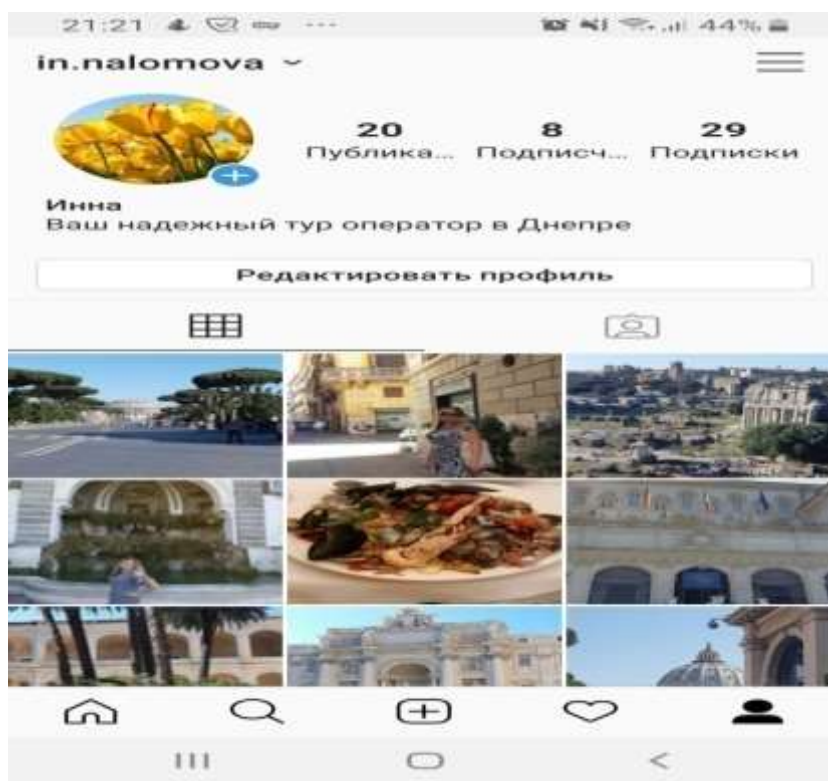 21:21 44%
in.nalomova
20 8 29
Публика... Подписч... Подписки
Инна
Ваш надежный тур оператор в Днепре
Редактировать профиль